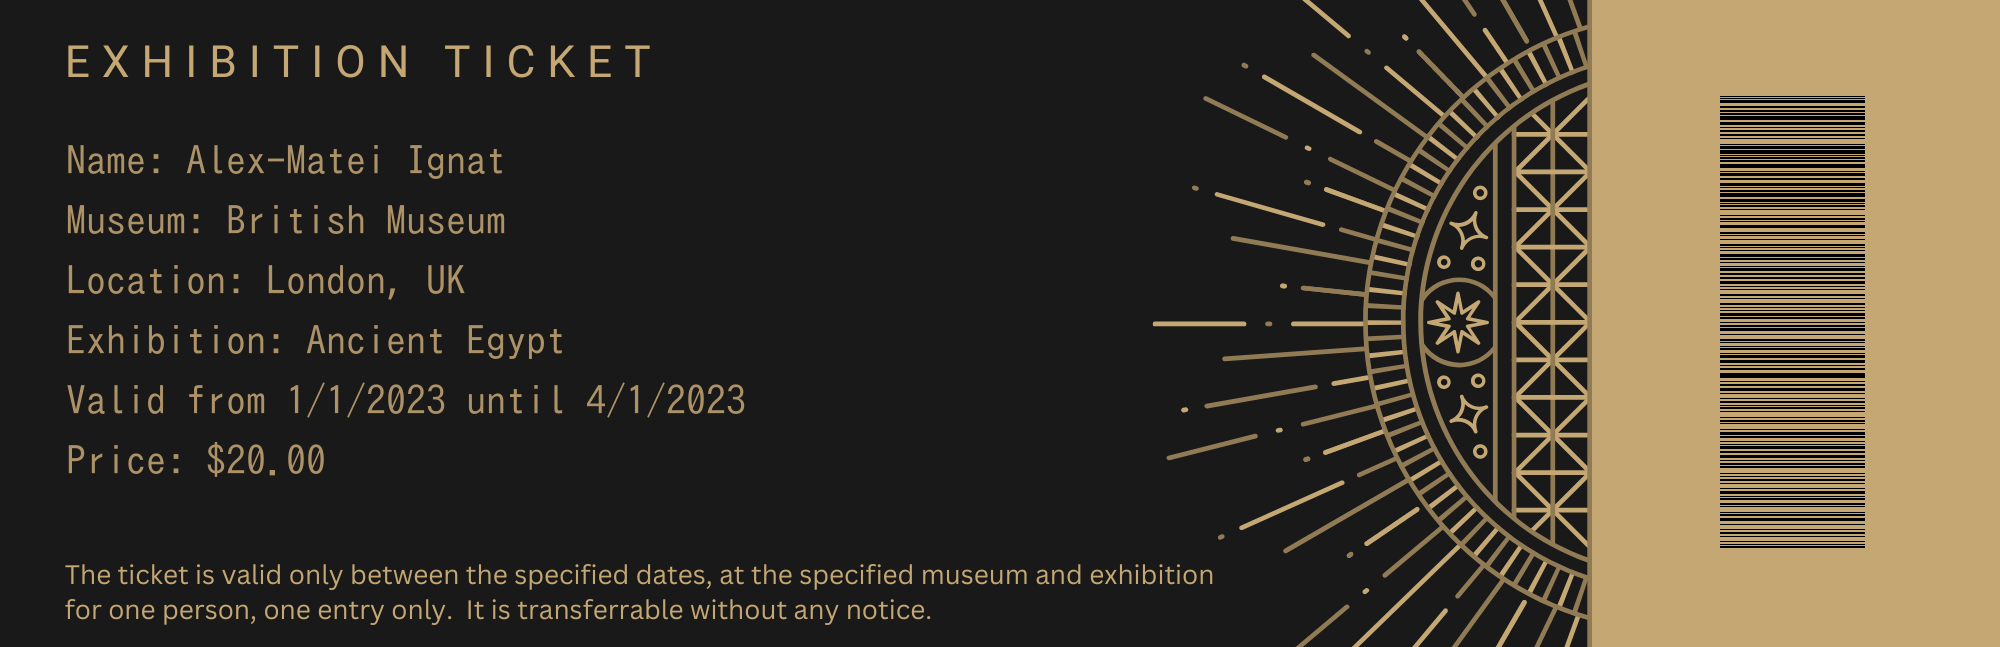 EXHIBITION TICKET
Name: Alex-Matei Ignat
Museum: British Museum
Location: London, UK
Exhibition: Ancient Egypt
Valid from 1/1/2023 until 4/1/2023
Price: $20.00
The ticket is valid only between the specified dates, at the specified museum and exhibition
for one person, one entry only.  It is transferrable without any notice.